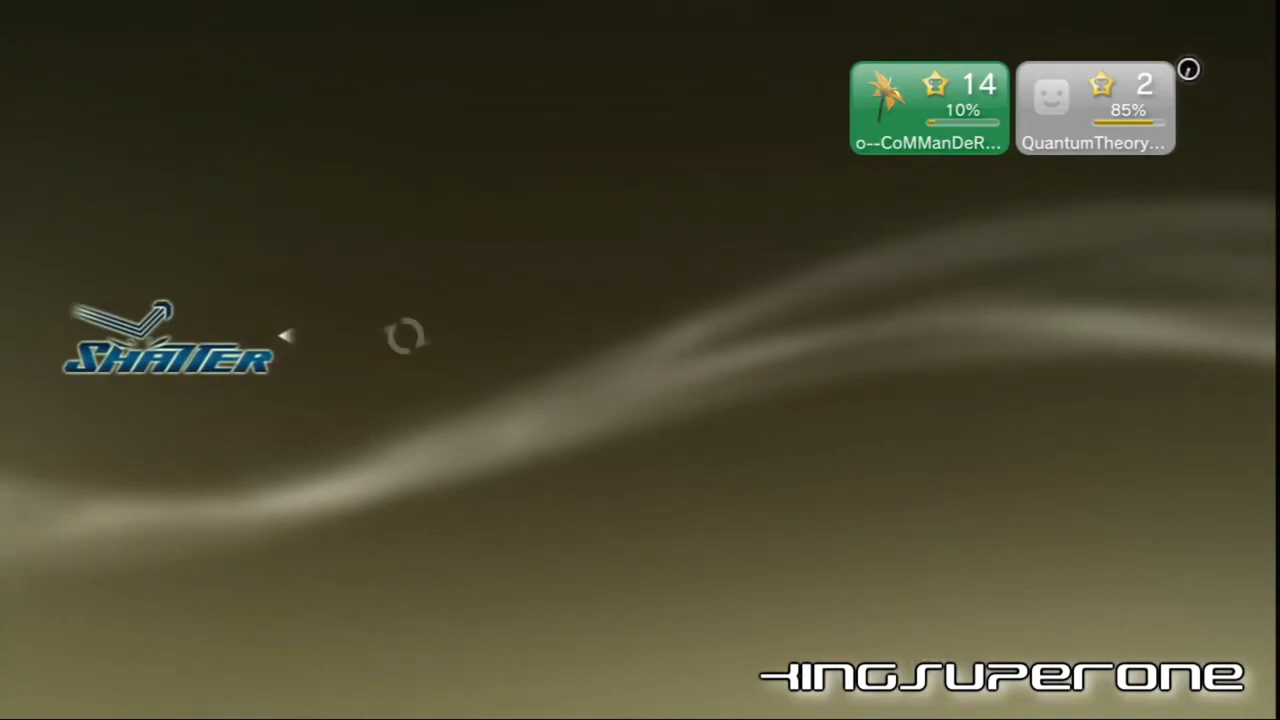 14
10%
o--CoMManDeR...
2
85%
QuantumTheory...
SHATTER
KINGSUPERONE